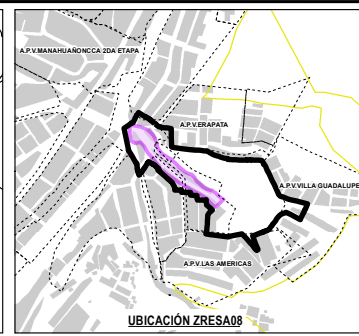 A.P.V.MANAHUAÑONCCA 2DA ETAPA
A.P.V.ERAPATA
A.P.V.VILLA GUADALUPE
A.P.V.LAS AMERICAS
UBICACIÓN ZRESA08